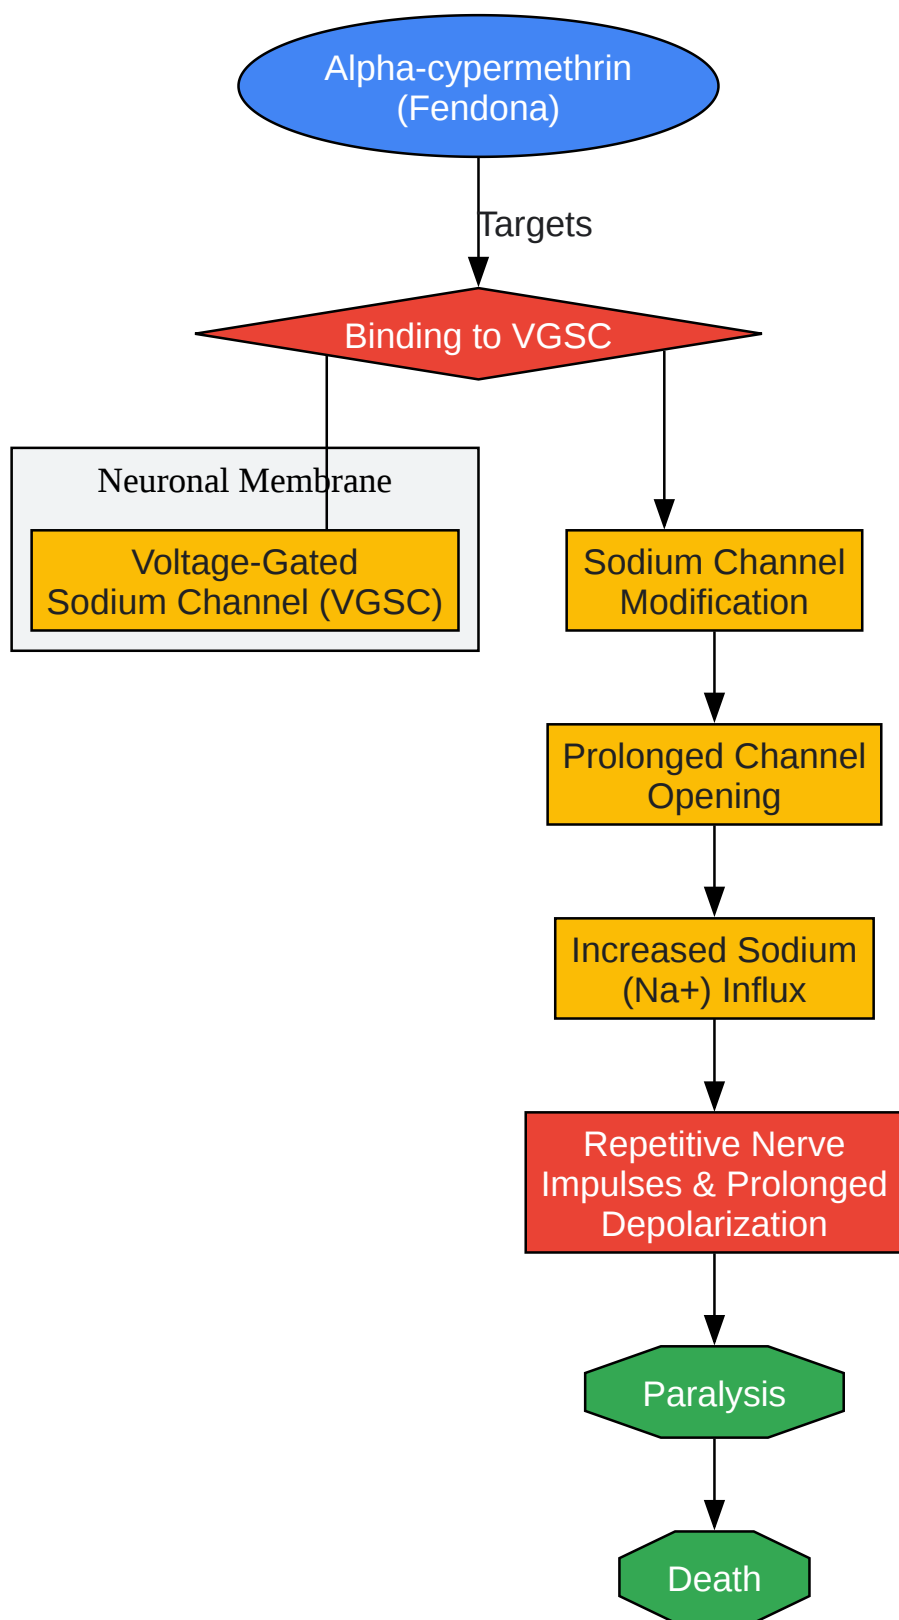 Alpha-cypermethrin
(Fendona)
Targets
Binding to VGSC
Neuronal Membrane
Voltage-Gated
Sodium Channel (VGSC)
Sodium Channel
Modification
Prolonged Channel
Opening
Increased Sodium
(Na+) Influx
Repetitive Nerve
Impulses & Prolonged
Depolarization
Paralysis
Death